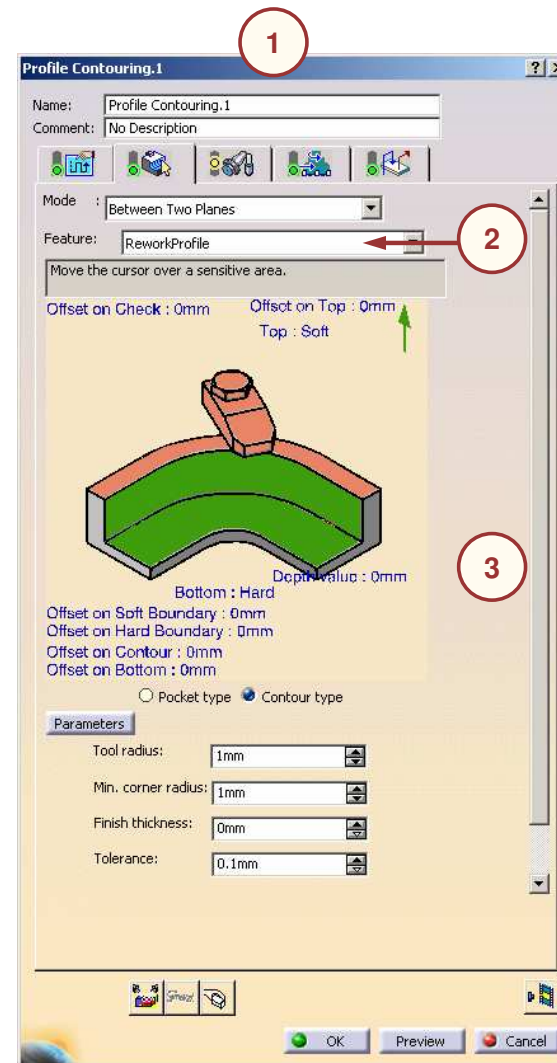 1
Profile Contouring.1
Name: Profile Contouring.1
Comment: No Description
Mode : Between Two Planes
Feature: ReworkProfile
2
Move the cursor over a sensitive area.
Offset on Check : 0mm Offset on Top : 0mm
Top : Soft
3
Depth value : 0mm
Bottom : Hard
Offset on Soft Boundary : 0mm
Offset on Hard Boundary : 0mm
Offset on Contour : 0mm
Offset on Bottom : 0mm
Pocket type Contour type
Parameters
Tool radius: 1mm
Min. corner radius: 1mm
Finish thickness: 0mm
Tolerance: 0.1mm
OK Preview Cancel